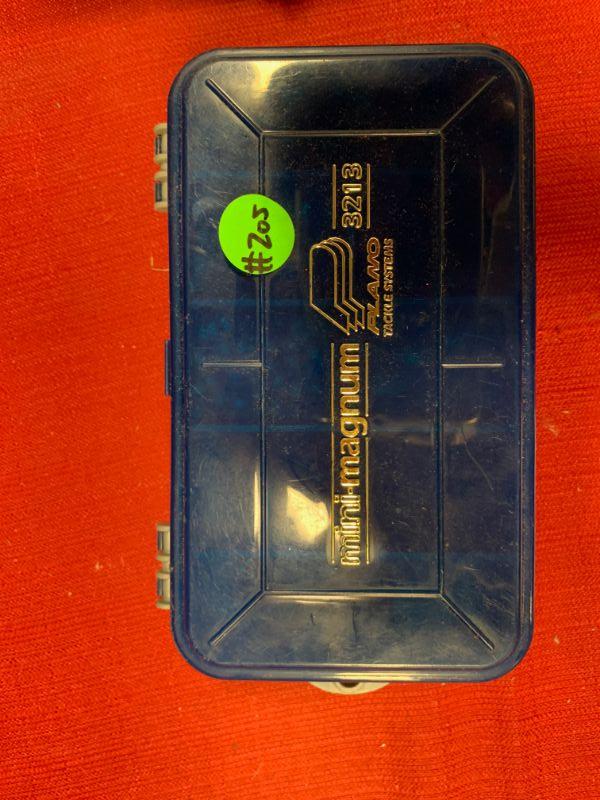 #205
mini-magnum
PLANO
TACKLE SYSTEMS
3213